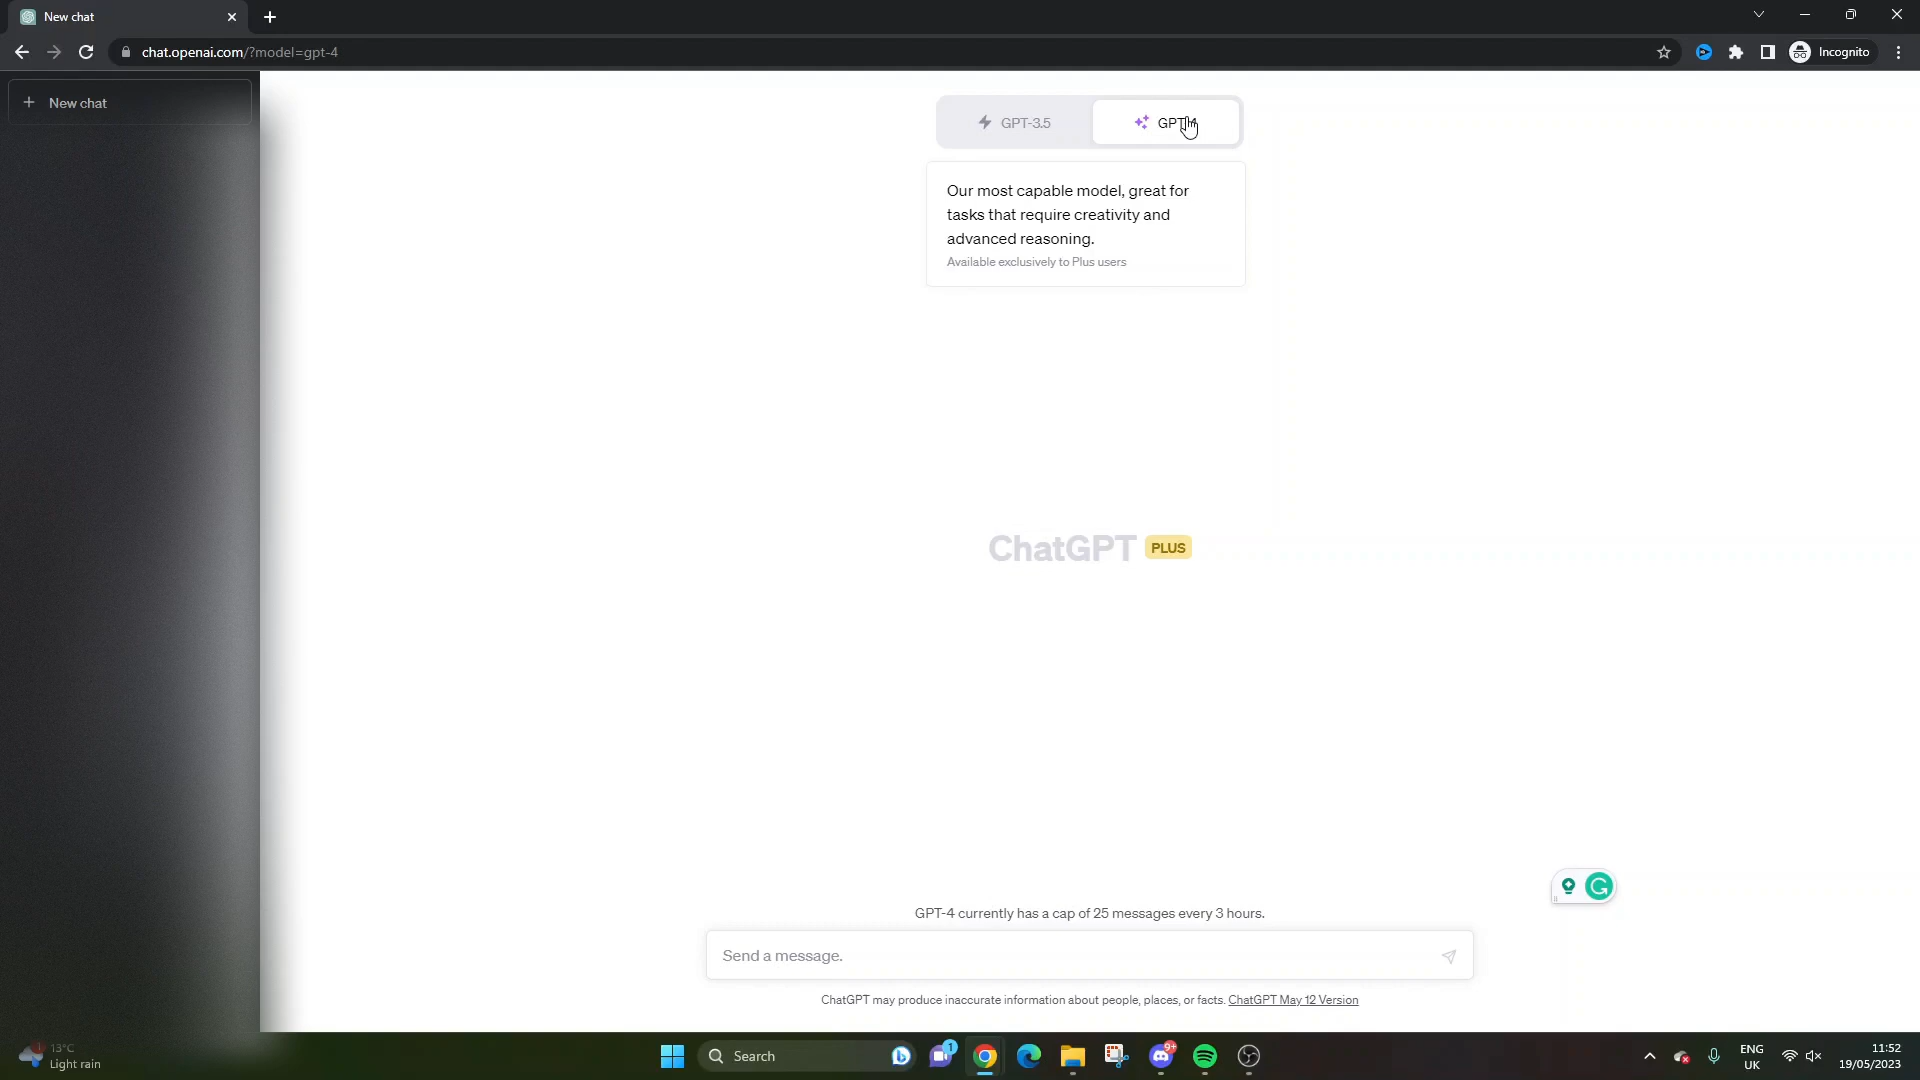 New chat
chat.openai.com/?model=gpt-4
Incognito
New chat
GPT-3.5
Our most capable model, great for
tasks that require creativity and
advanced reasoning.
Available exclusively to Plus users
ChatGPT PLUS
GPT-4 currently has a cap of 25 messages every 3 hours.
Send a message.
ChatGPT may produce inaccurate information about people, places, or facts. ChatGPT May 12 Version
1
13°C
Light rain
Search
1
9+
ENG
UK
11:52
19/05/2023